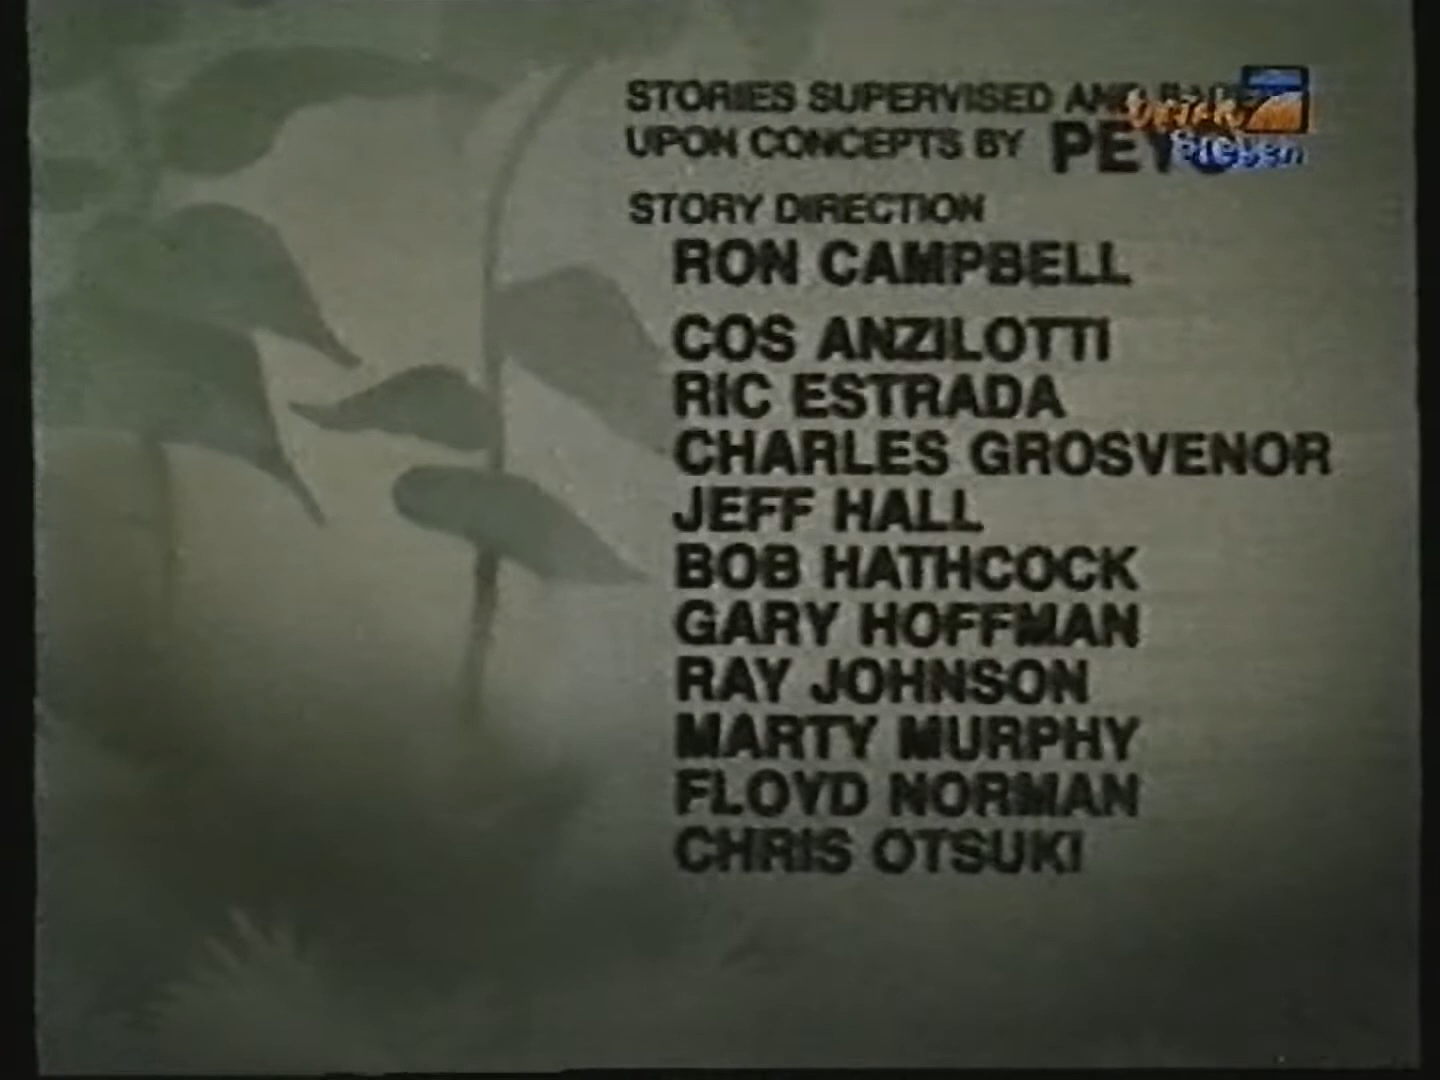 STORIES SUPERVISED AND
UPON CONCEPTS BY PEYO
STORY DIRECTION
RON CAMPBELL
COS ANZILOTTI
RIC ESTRADA
CHARLES GROSVENOR
JEFF HALL
BOB HATHCOCK
GARY HOFFMAN
RAY JOHNSON
MARTY MURPHY
FLOYD NORMAN
CHRIS OTSUKI